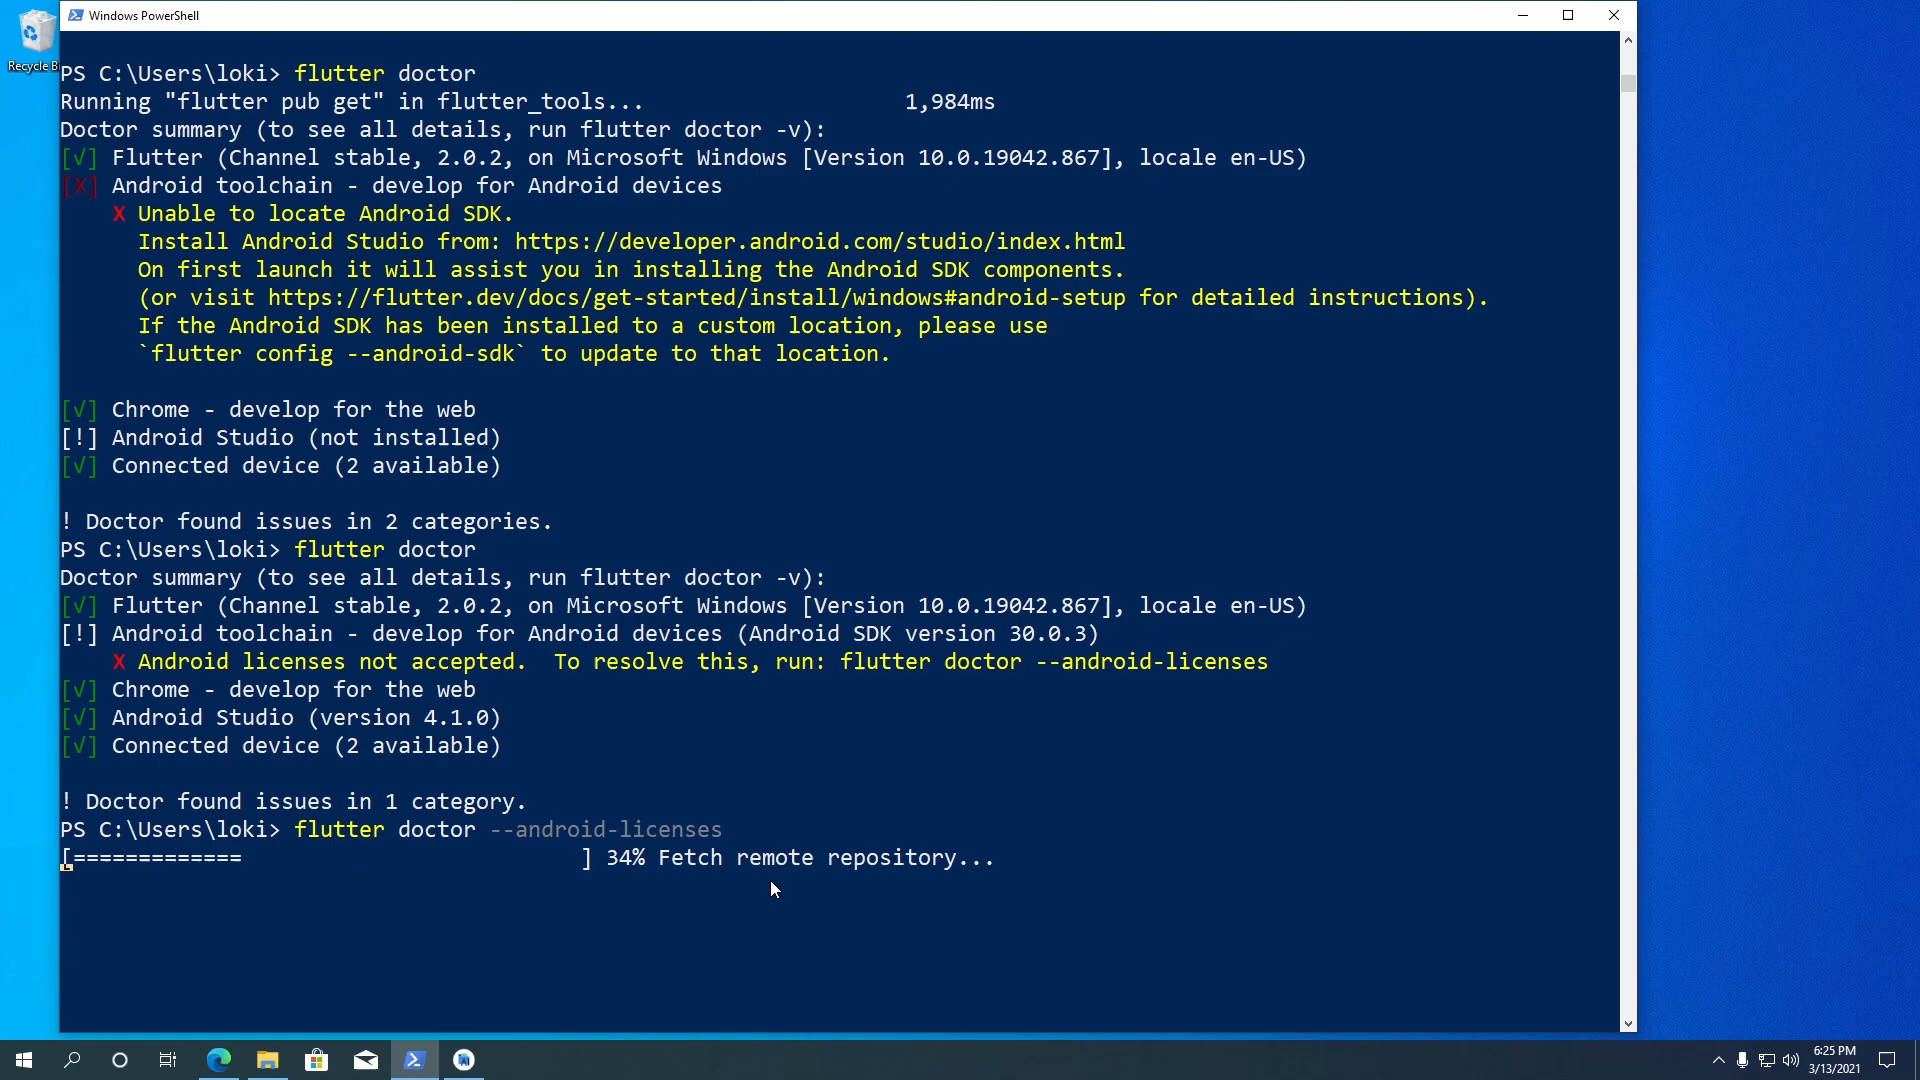 Windows PowerShell
Recycle B
PS C:\Users\loki> flutter doctor
Running "flutter pub get" in flutter_tools... 1,984ms
Doctor summary (to see all details, run flutter doctor -v):
[√] Flutter (Channel stable, 2.0.2, on Microsoft Windows [Version 10.0.19042.867], locale en-US)
[X] Android toolchain - develop for Android devices
X Unable to locate Android SDK.
Install Android Studio from: https://developer.android.com/studio/index.html
On first launch it will assist you in installing the Android SDK components.
(or visit https://flutter.dev/docs/get-started/install/windows#android-setup for detailed instructions).
If the Android SDK has been installed to a custom location, please use
`flutter config --android-sdk` to update to that location.
[√] Chrome - develop for the web
[!] Android Studio (not installed)
[√] Connected device (2 available)
! Doctor found issues in 2 categories.
PS C:\Users\loki> flutter doctor
Doctor summary (to see all details, run flutter doctor -v):
[√] Flutter (Channel stable, 2.0.2, on Microsoft Windows [Version 10.0.19042.867], locale en-US)
[!] Android toolchain - develop for Android devices (Android SDK version 30.0.3)
X Android licenses not accepted.  To resolve this, run: flutter doctor --android-licenses
[√] Chrome - develop for the web
[√] Android Studio (version 4.1.0)
[√] Connected device (2 available)
! Doctor found issues in 1 category.
PS C:\Users\loki> flutter doctor --android-licenses
[=============                          ] 34% Fetch remote repository...
6:25 PM
3/13/2021